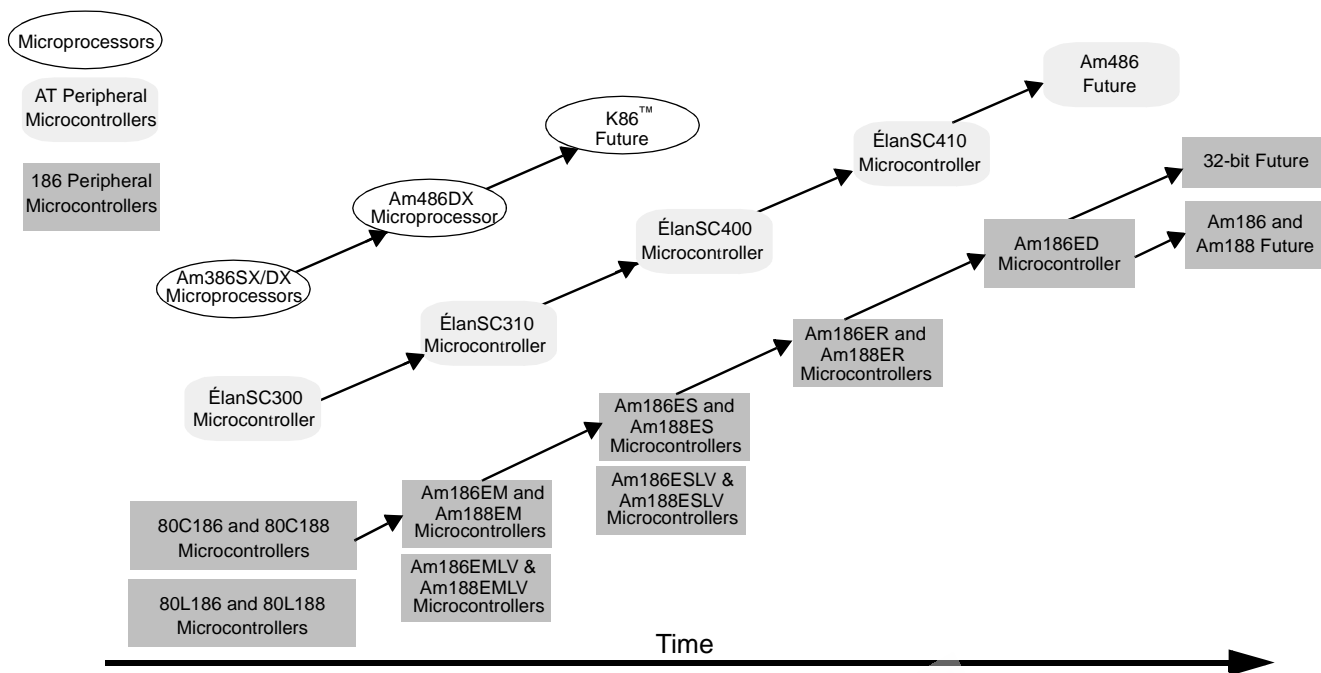 Microprocessors
AT Peripheral
Microcontrollers
186 Peripheral
Microcontrollers
Am386SX/DX
Microprocessors
Am486DX
Microprocessor
K86™
Future
ÉlanSC300
Microcontroller
ÉlanSC310
Microcontroller
ÉlanSC400
Microcontroller
ÉlanSC410
Microcontroller
Am486
Future
80C186 and 80C188
Microcontrollers
80L186 and 80L188
Microcontrollers
Am186EM and
Am188EM
Microcontrollers
Am186EMLV &
Am188EMLV
Microcontrollers
Am186ES and
Am188ES
Microcontrollers
Am186ESLV &
Am188ESLV
Microcontrollers
Am186ER and
Am188ER
Microcontrollers
Am186ED
Microcontroller
32-bit Future
Am186 and
Am188 Future
Time